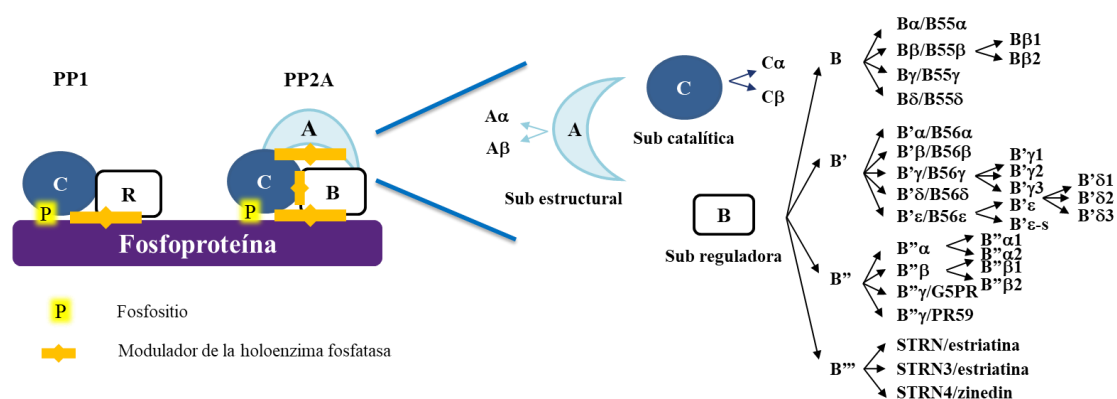 PP1
PP2A
C
R
P
A
C
B
P
Fosfoproteína
P
Fosfositio
Modulador de la holoenzima fosfatasa
Aα
Aβ
A
Sub estructural
C
Cα
Cβ
Sub catalítica
B
Sub reguladora
B
Bα/B55α
Bβ/B55β
Bβ1
Bβ2
Bγ/B55γ
Bδ/B55δ
B'
B'α/B56α
B'β/B56β
B'γ/B56γ
B'γ1
B'γ2
B'γ3
B'δ/B56δ
B'δ1
B'δ2
B'δ3
B'ε/B56ε
B'ε
B'ε-s
B”
B”α
B”α1
B”α2
B”β
B”β1
B”β2
B”γ/G5PR
B”γ/PR59
B”'
STRN/estriatina
STRN3/estriatina
STRN4/zinedin